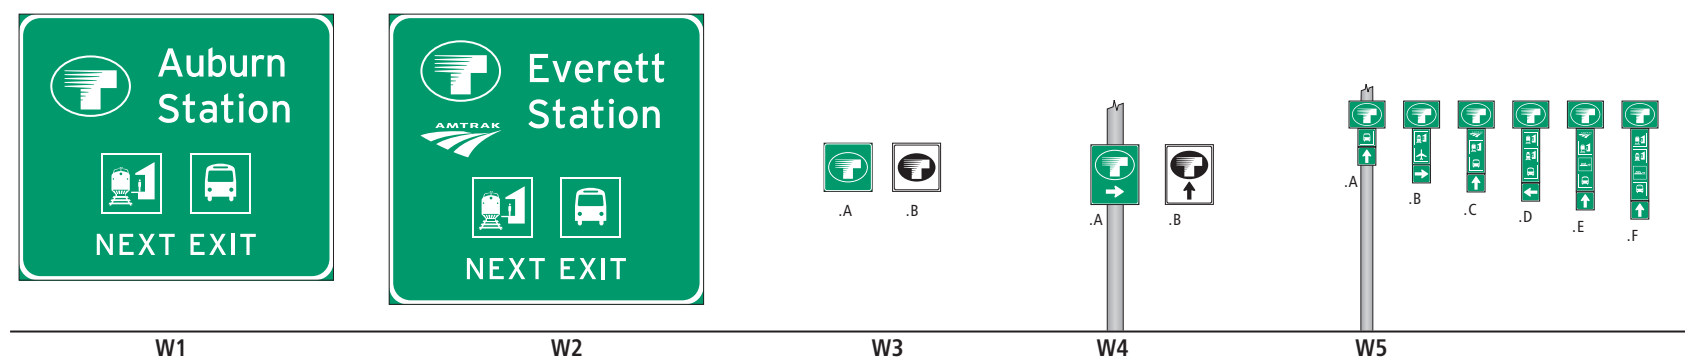 Auburn
Station
NEXT EXIT
Everett
Station
AMTRAK
NEXT EXIT
.A
.B
.A
.B
.A
.B
.C
.D
.E
.F
W1
W2
W3
W4
W5